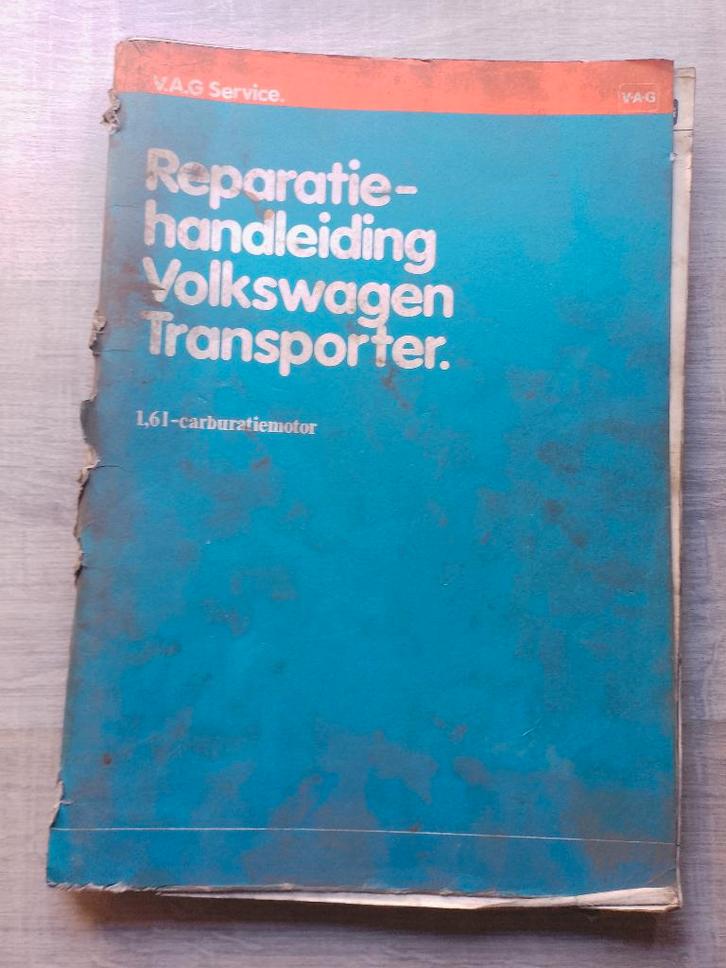 V.A.G Service.
V·A·G
Reparatie-
handleiding
Volkswagen
Transporter.
1,6 l-carburatiemotor